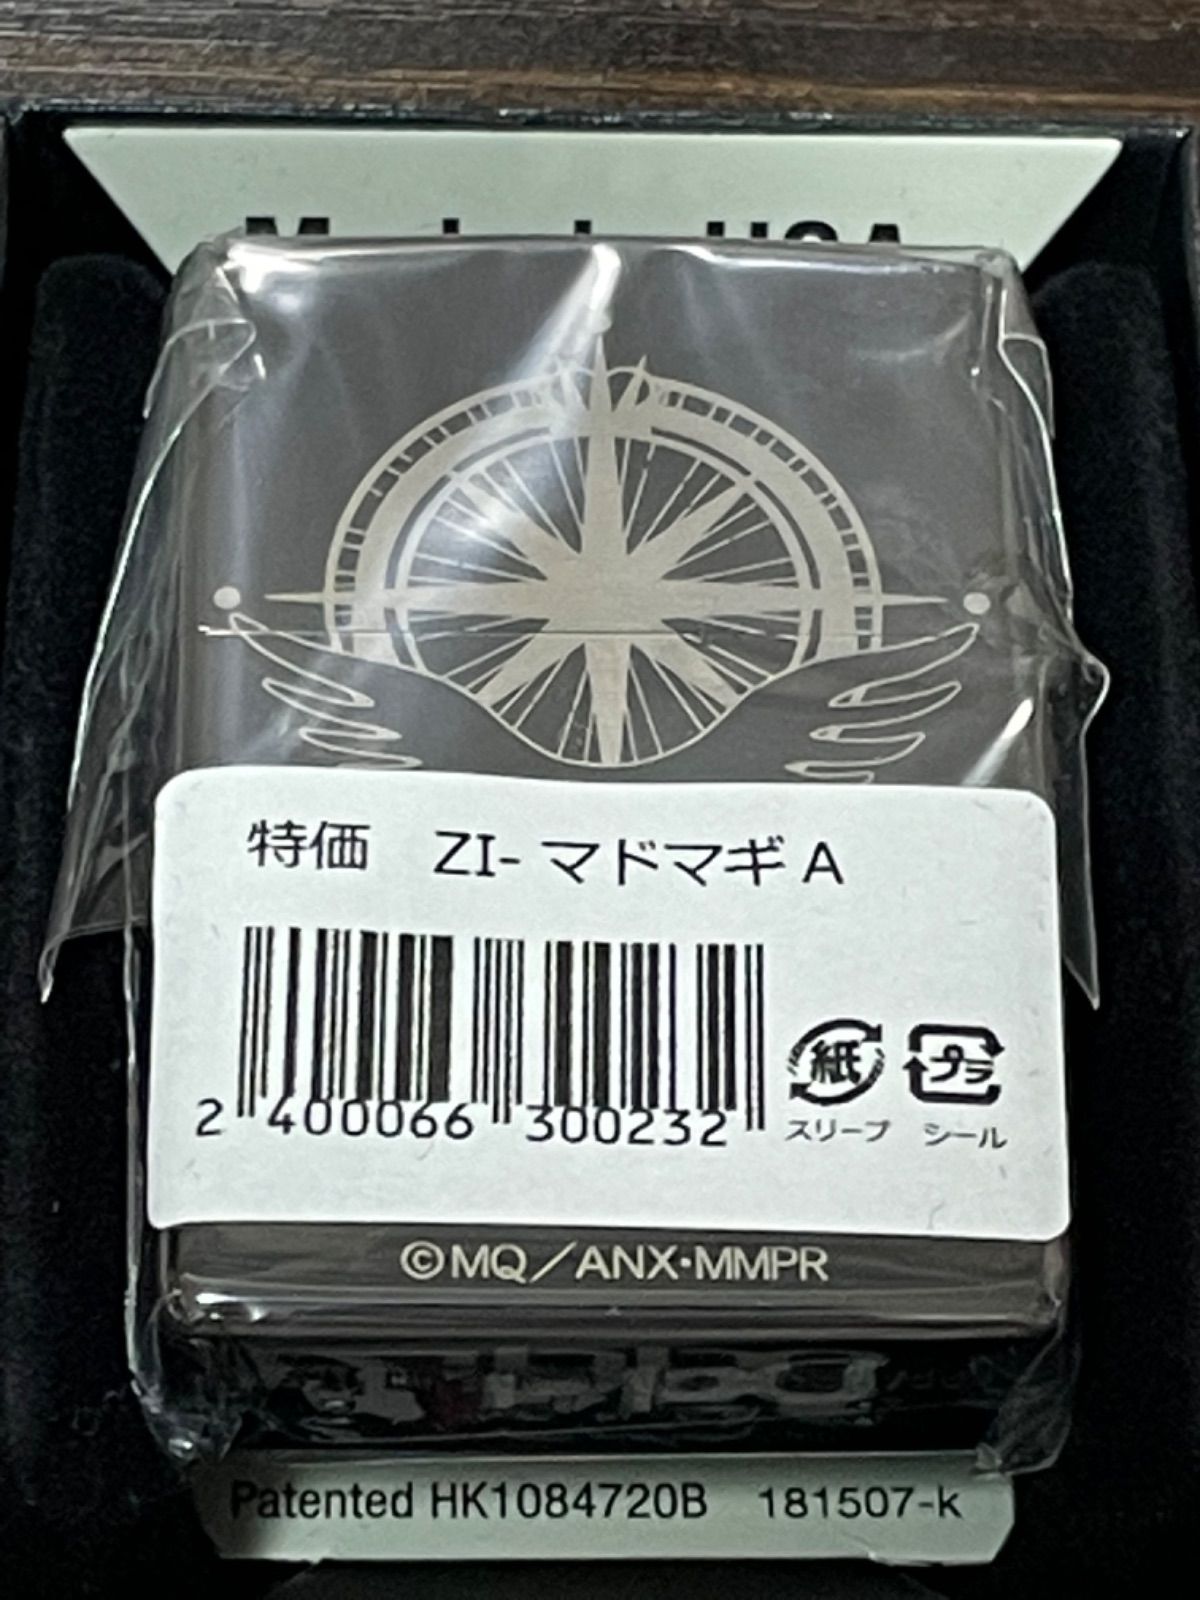 特価 ZI-マドマギA
2 400066 300232
紙 プラ
スリーブ シール
©MQ/ANX・MMPR
Patented HK1084720B 181507-k